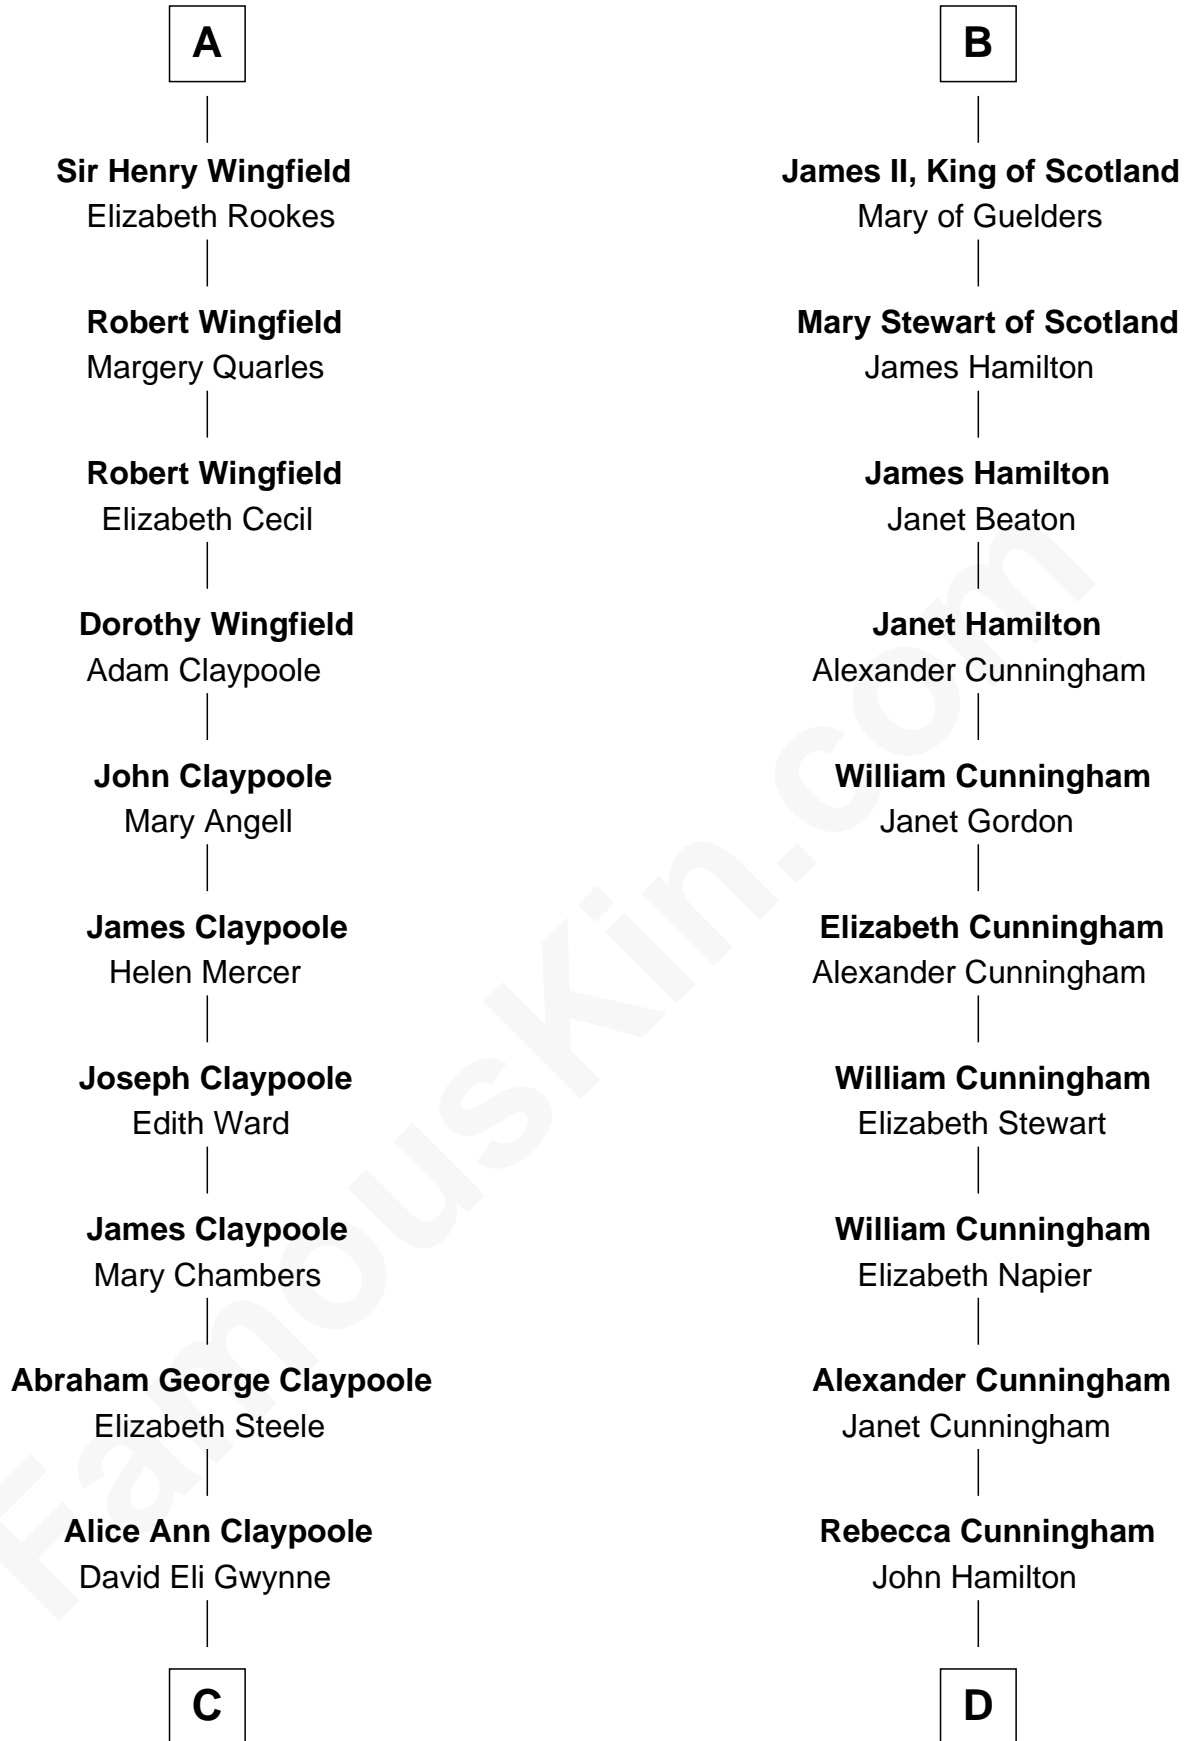 A
Sir Henry Wingfield
Elizabeth Rookes
Robert Wingfield
Margery Quarles
Robert Wingfield
Elizabeth Cecil
Dorothy Wingfield
Adam Claypoole
John Claypoole
Mary Angell
James Claypoole
Helen Mercer
Joseph Claypoole
Edith Ward
James Claypoole
Mary Chambers
Abraham George Claypoole
Elizabeth Steele
Alice Ann Claypoole
David Eli Gwynne
C
B
James II, King of Scotland
Mary of Guelders
Mary Stewart of Scotland
James Hamilton
James Hamilton
Janet Beaton
Janet Hamilton
Alexander Cunningham
William Cunningham
Janet Gordon
Elizabeth Cunningham
Alexander Cunningham
William Cunningham
Elizabeth Stewart
William Cunningham
Elizabeth Napier
Alexander Cunningham
Janet Cunningham
Rebecca Cunningham
John Hamilton
D
FamousKin.com